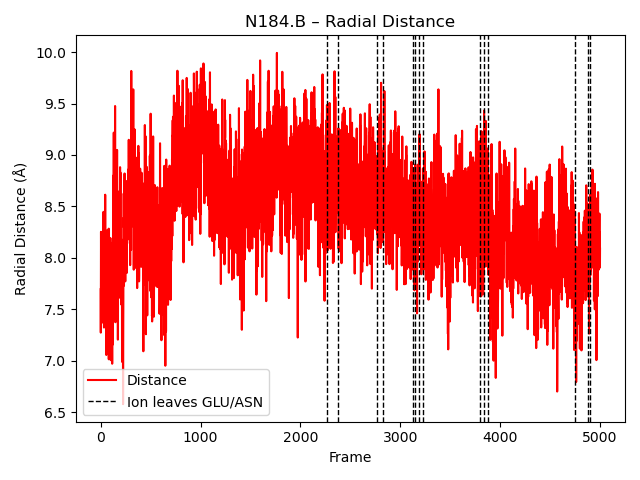 N184.B – Radial Distance
Radial Distance (Å)
10.0
9.5
9.0
8.5
8.0
7.5
7.0
6.5
Distance
Ion leaves GLU/ASN
0 1000 2000 3000 4000 5000
Frame